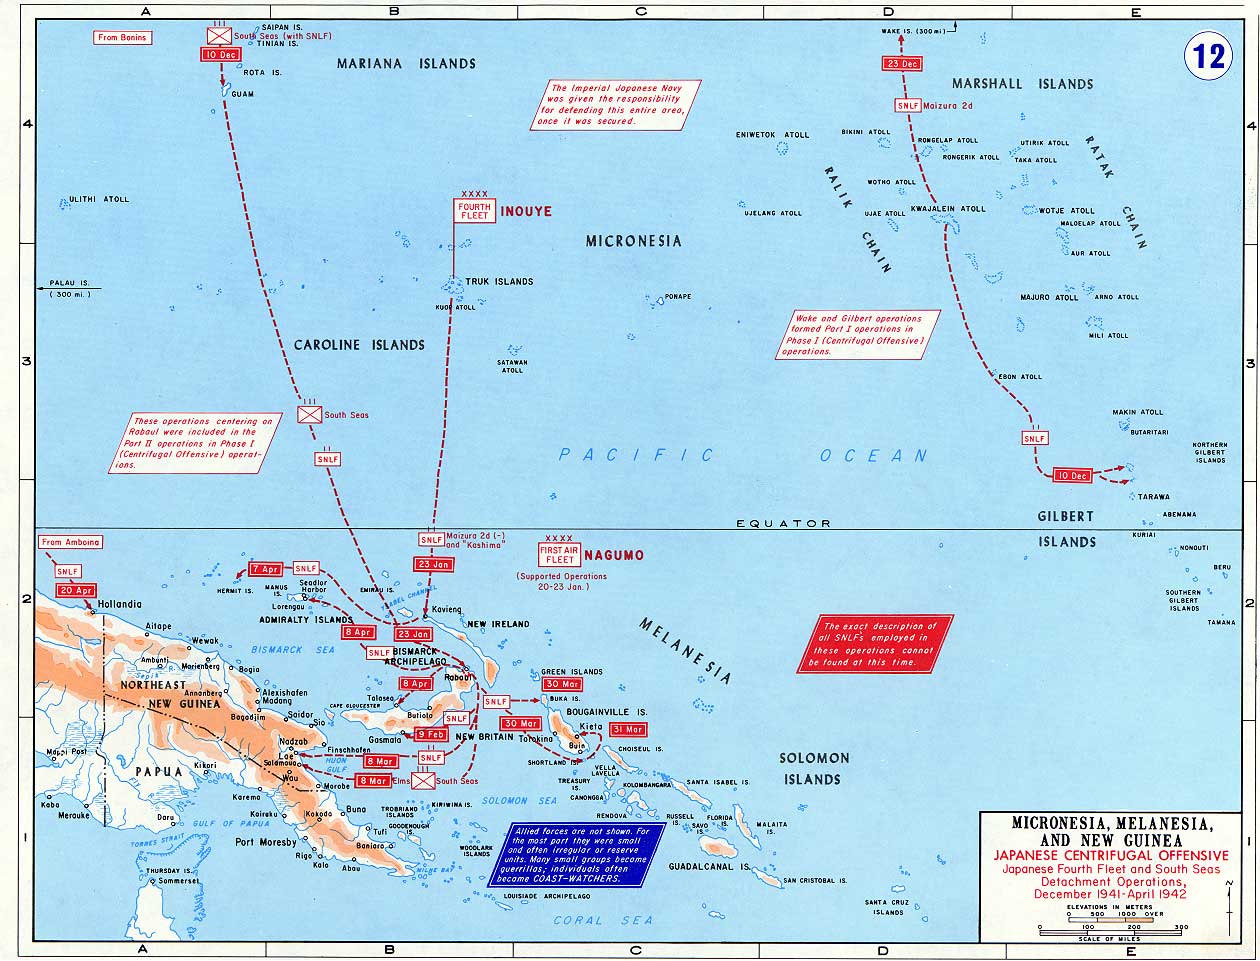 A
B
C
D
E
12
From Bonins
South Seas (with SNLF)
SAIPAN IS.
TINIAN IS.
10 Dec
ROTA IS.
GUAM
MARIANA ISLANDS
The Imperial Japanese Navy
was given the responsibility
for defending this entire area,
once it was secured.
WAKE IS. (300 mi)
23 Dec
MARSHALL ISLANDS
SNLF Maizura 2d
4
4
ENIWETOK ATOLL
BIKINI ATOLL
RONGELAP ATOLL
RONGERIK ATOLL
UTIRIK ATOLL
TAKA ATOLL
RATAK CHAIN
RALIK CHAIN
WOTHO ATOLL
ULITHI ATOLL
XXXX
FOURTH
FLEET
INOUYE
UJELANG ATOLL
UJAE ATOLL
KWAJALEIN ATOLL
WOTJE ATOLL
MALOELAP ATOLL
MICRONESIA
AUR ATOLL
PALAU IS.
(300 mi.)
TRUK ISLANDS
KUOP ATOLL
PONAPE
MAJURO ATOLL
ARNO ATOLL
Wake and Gilbert operations
formed Part I operations in
Phase I (Centrifugal Offensive)
operations.
MILI ATOLL
CAROLINE ISLANDS
3
3
SATAWAN
ATOLL
EBON ATOLL
III
South Seas
These operations centering on
Rabaul were included in the
Part II operations in Phase I
(Centrifugal Offensive) operat-
ions.
MAKIN ATOLL
BUTARITARI
SNLF
NORTHERN
GILBERT
ISLANDS
II
SNLF
PACIFIC OCEAN
10 Dec
TARAWA
ABEMAMA
GILBERT
ISLANDS
EQUATOR
KURIAI
From Amboina
SNLF
Maizura 2d (-)
and "Kashima"
XXXX
FIRST AIR
FLEET
NAGUMO
(Supported Operations
20-23 Jan.)
NONOUTI
BERU
SNLF
7 Apr
SNLF
23 Jan
20 Apr
HERMIT IS.
MANUS
IS.
Seadlor
Harbor
Lorengau
EMIRAU IS.
ISABEL CHANNEL
2
2
SOUTHERN
GILBERT
ISLANDS
TAMANA
Hollandia
Kavieng
ADMIRALTY ISLANDS
NEW IRELAND
MELANESIA
The exact description of
all SNLFs employed in
these operations cannot
be found at this time.
Aitape
8 Apr
23 Jan
Wewak
BISMARCK SEA
SNLF
BISMARCK
ARCHIPELAGO
Ambunti
Marienberg
Sepik R.
Bogia
Rabaul
GREEN ISLANDS
30 Mar
NORTHEAST
NEW GUINEA
Annanberg
Alexishafen
Madang
8 Apr
Talasea
CAPE GLOUCESTER
SNLF
BUKA IS.
Bogadjim
Saidor
Sio
Butiola
SNLF
BOUGAINVILLE IS.
30 Mar
Kieta
31 Mar
Gasmata
9 Feb
NEW BRITAIN
Torokina
Buin
Nadzab
Lae
Finschhafen
Salamaua
HUON
GULF
8 Mar
SNLF
SHORTLAND IS.
CHOISEUL IS.
SOLOMON
ISLANDS
PAPUA
Kikori
Wau
8 Mar
Elms
South Seas
VELLA
LAVELLA
Morobe
TREASURY
IS.
KOLOMBANGARA
SANTA ISABEL IS.
Kaba
Merauke
Karema
CANONGGA
Buna
TROBRIAND
ISLANDS
KIRIWINA IS.
SOLOMON SEA
Daru
Kaireku
Kokoda
GOODENOUGH
IS.
RENDOVA
RUSSELL
IS.
SAVO
IS.
FLORIDA
IS.
MALAITA
IS.
GULF OF PAPUA
Tufi
TORRES STRAIT
Port Moresby
Baniara
WOODLARK
ISLANDS
Allied forces are not shown. For
the most part they were small
and often irregular or reserve
units. Many small groups became
guerrillas; individuals often
became COAST-WATCHERS.
Rigo
Kalo
Abau
MILNE BAY
GUADALCANAL IS.
THURSDAY IS.
Sommerset
SAN CRISTOBAL IS.
LOUISIADE ARCHIPELAGO
SANTA CRUZ
ISLANDS
CORAL SEA
1
1
MICRONESIA, MELANESIA,
AND NEW GUINEA
JAPANESE CENTRIFUGAL OFFENSIVE
Japanese Fourth Fleet and South Seas
Detachment Operations,
December 1941-April 1942
ELEVATIONS IN METERS
0 500 1000 OVER
0 100 200 300
SCALE OF MILES
N
A
B
C
D
E